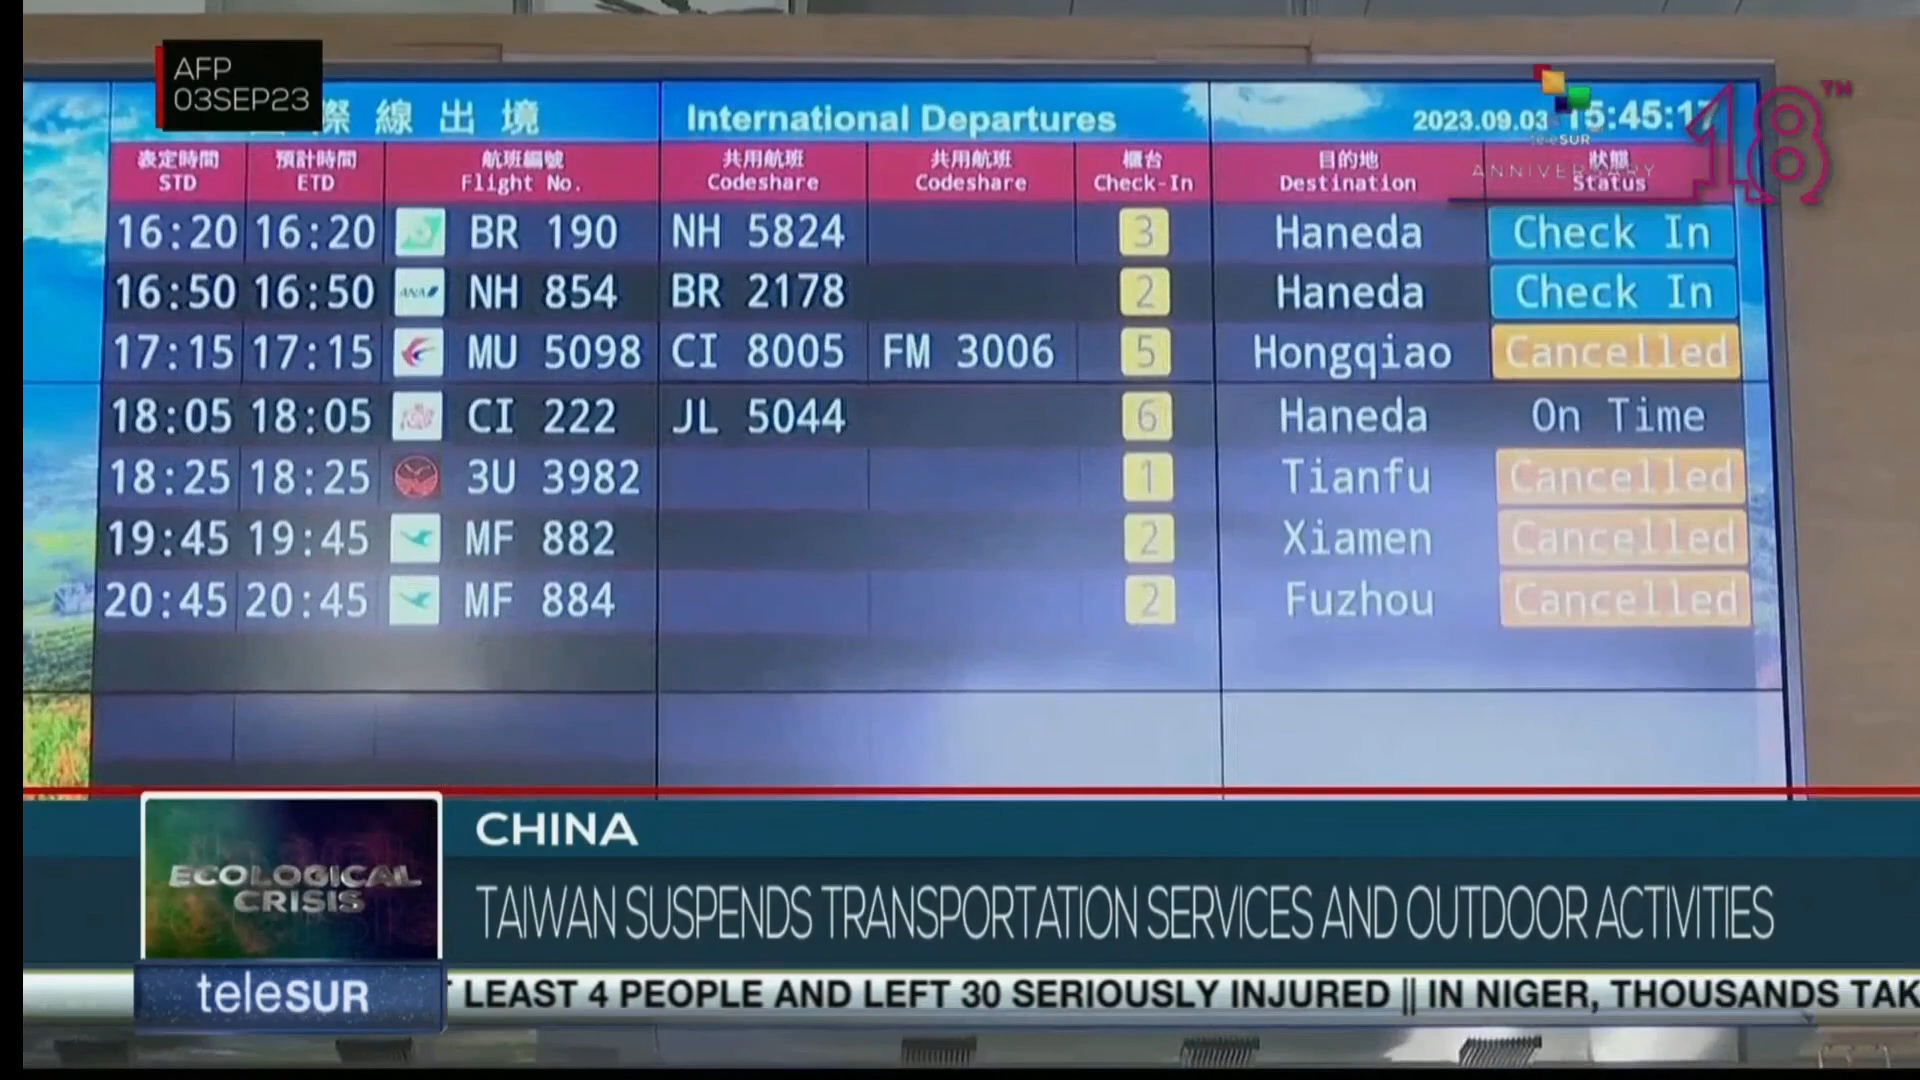 AFP
03SEP23
際線出境
International Departures
2023.09.03 15:45:17
teleSUR
18TH
ANNIVERSARY
表定時間 預計時間 航班編號 共用航班 共用航班 櫃台 目的地 狀態
STD ETD Flight No. Codeshare Codeshare Check-In Destination Status
16:20 16:20 BR 190 NH 5824 3 Haneda Check In
16:50 16:50 ANA NH 854 BR 2178 2 Haneda Check In
17:15 17:15 MU 5098 CI 8005 FM 3006 5 Hongqiao Cancelled
18:05 18:05 CI 222 JL 5044 6 Haneda On Time
18:25 18:25 3U 3982 1 Tianfu Cancelled
19:45 19:45 MF 882 2 Xiamen Cancelled
20:45 20:45 MF 884 2 Fuzhou Cancelled
CHINA
ECOLOGICAL
CRISIS
TAIWAN SUSPENDS TRANSPORTATION SERVICES AND OUTDOOR ACTIVITIES
teleSUR
LEAST 4 PEOPLE AND LEFT 30 SERIOUSLY INJURED || IN NIGER, THOUSANDS TAK